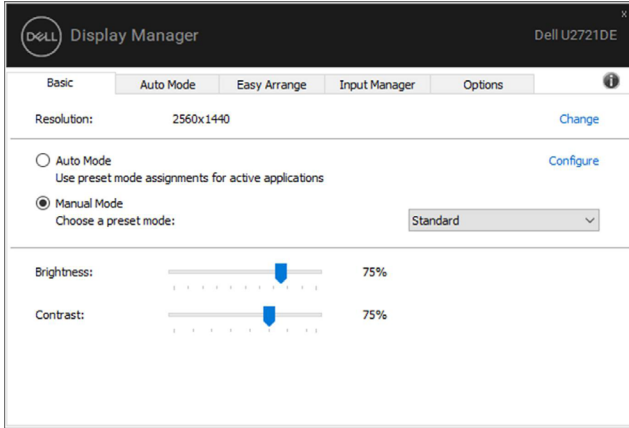 DELL Display Manager
x
Dell U2721DE
Basic Auto Mode Easy Arrange Input Manager Options i
Resolution: 2560x1440 Change
Auto Mode Configure
Use preset mode assignments for active applications
Manual Mode
Choose a preset mode: Standard
Brightness: 75%
Contrast: 75%